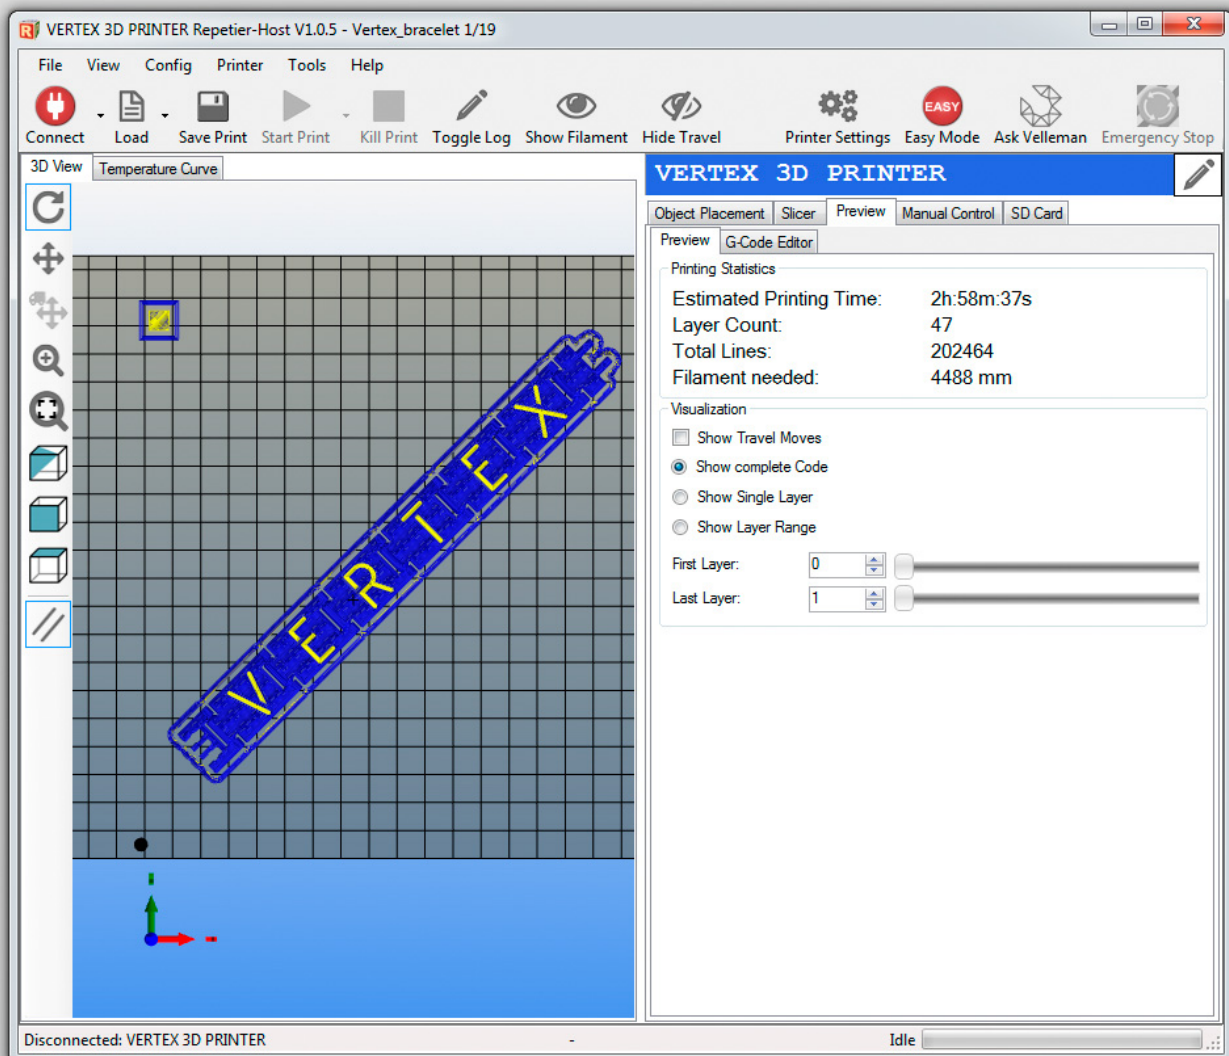 VERTEX 3D PRINTER Repetier-Host V1.0.5 - Vertex_bracelet 1/19
File View Config Printer Tools Help
Connect Load Save Print Start Print Kill Print Toggle Log Show Filament Hide Travel Printer Settings EASY Easy Mode Ask Velleman Emergency Stop
3D View Temperature Curve
VERTEX 3D PRINTER
Object Placement Slicer Preview Manual Control SD Card
Preview G-Code Editor
Printing Statistics
Estimated Printing Time: 2h:58m:37s
Layer Count: 47
Total Lines: 202464
Filament needed: 4488 mm
Visualization
Show Travel Moves
Show complete Code
Show Single Layer
Show Layer Range
First Layer: 0
Last Layer: 1
VERTEX
Disconnected: VERTEX 3D PRINTER - Idle